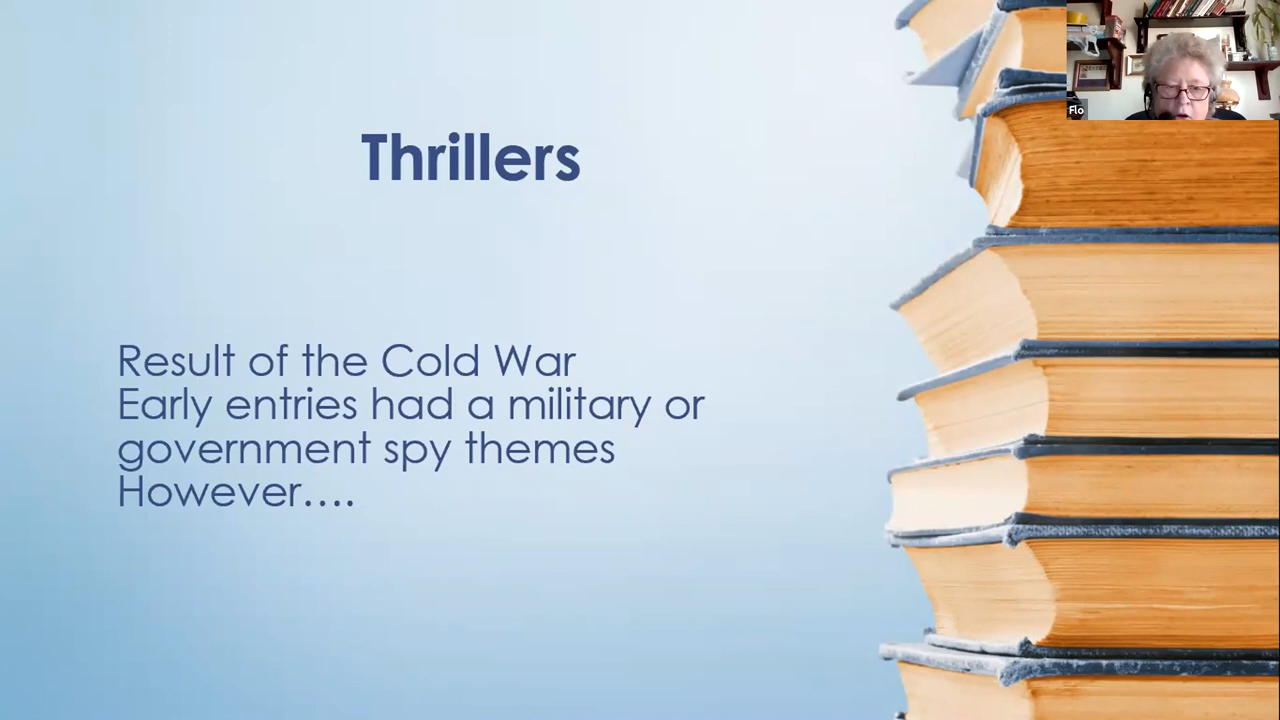 Thrillers
Result of the Cold War
Early entries had a military or
government spy themes
However….
Flo